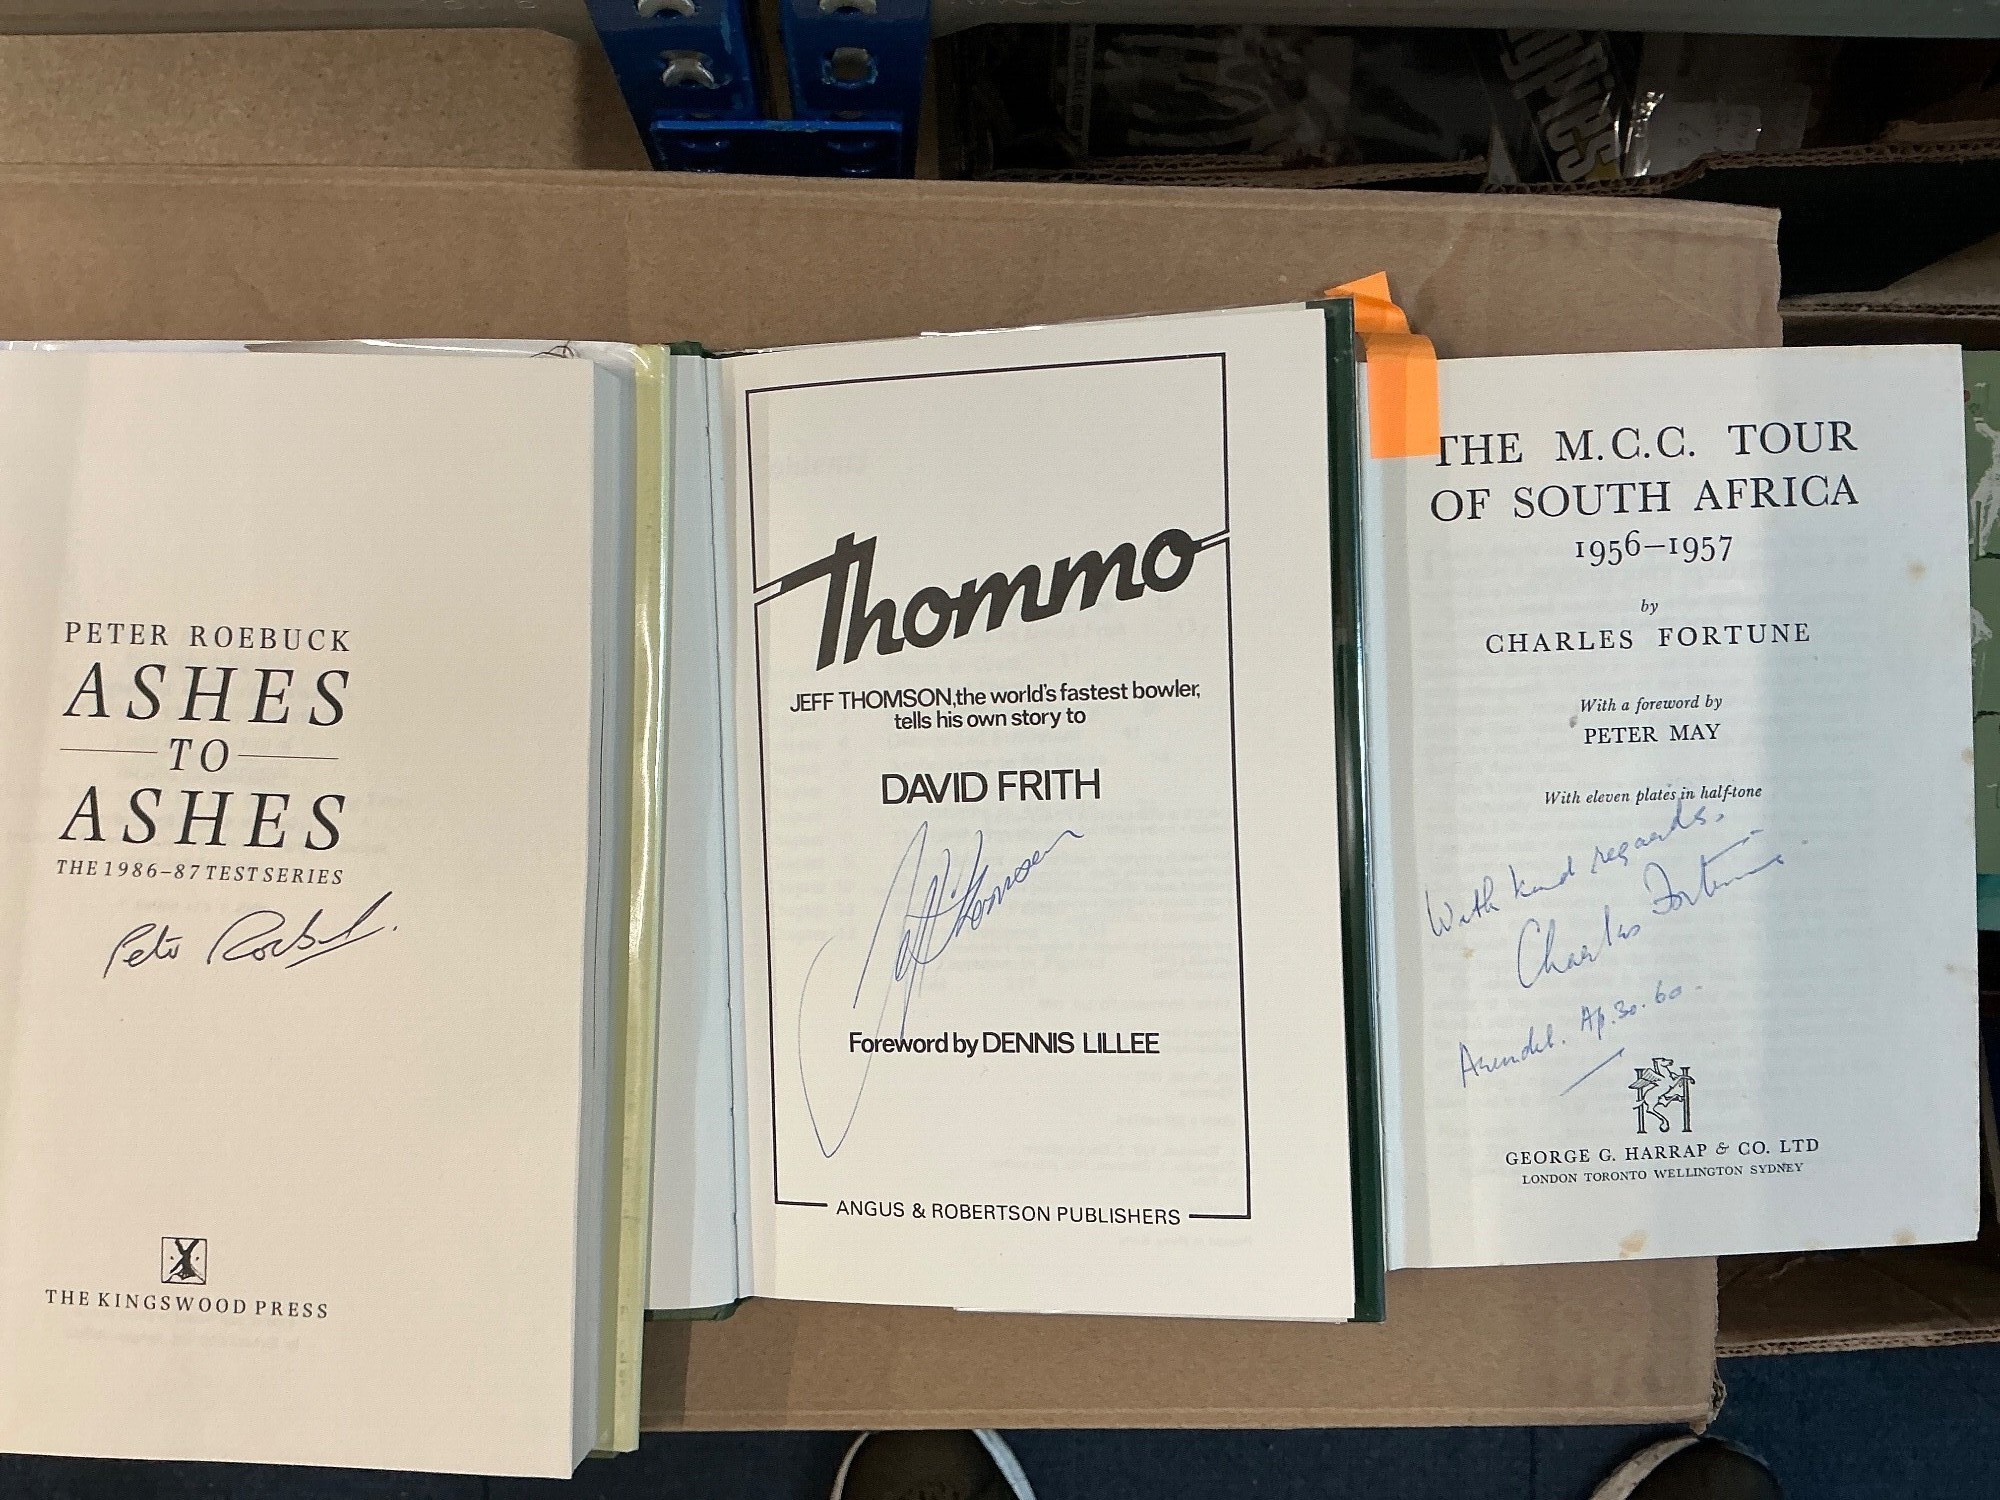 PETER ROEBUCK
ASHES
TO
ASHES
THE 1986-87 TEST SERIES
Peter Roebuck.
THE KINGSWOOD PRESS
Thommo
JEFF THOMSON, the world's fastest bowler,
tells his own story to
DAVID FRITH
Jeff Thomson
Foreword by DENNIS LILLEE
ANGUS & ROBERTSON PUBLISHERS
THE M.C.C. TOUR
OF SOUTH AFRICA
1956-1957
by
CHARLES FORTUNE
With a foreword by
PETER MAY
With eleven plates in half-tone
With kind regards,
Charles Fortune
Arundel. Ap. 30. 60.
GEORGE G. HARRAP & CO. LTD
LONDON TORONTO WELLINGTON SYDNEY